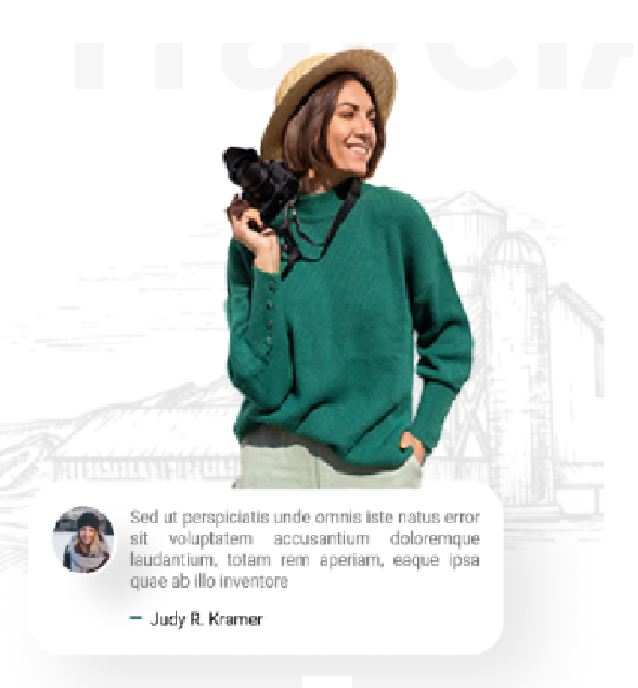 Sed ut perspiciatis unde omnis iste natus error
sit voluptatem accusantium doloremque
laudantium, totam rem aperiam, eaque ipsa
quae ab illo inventore
Judy R. Kramer